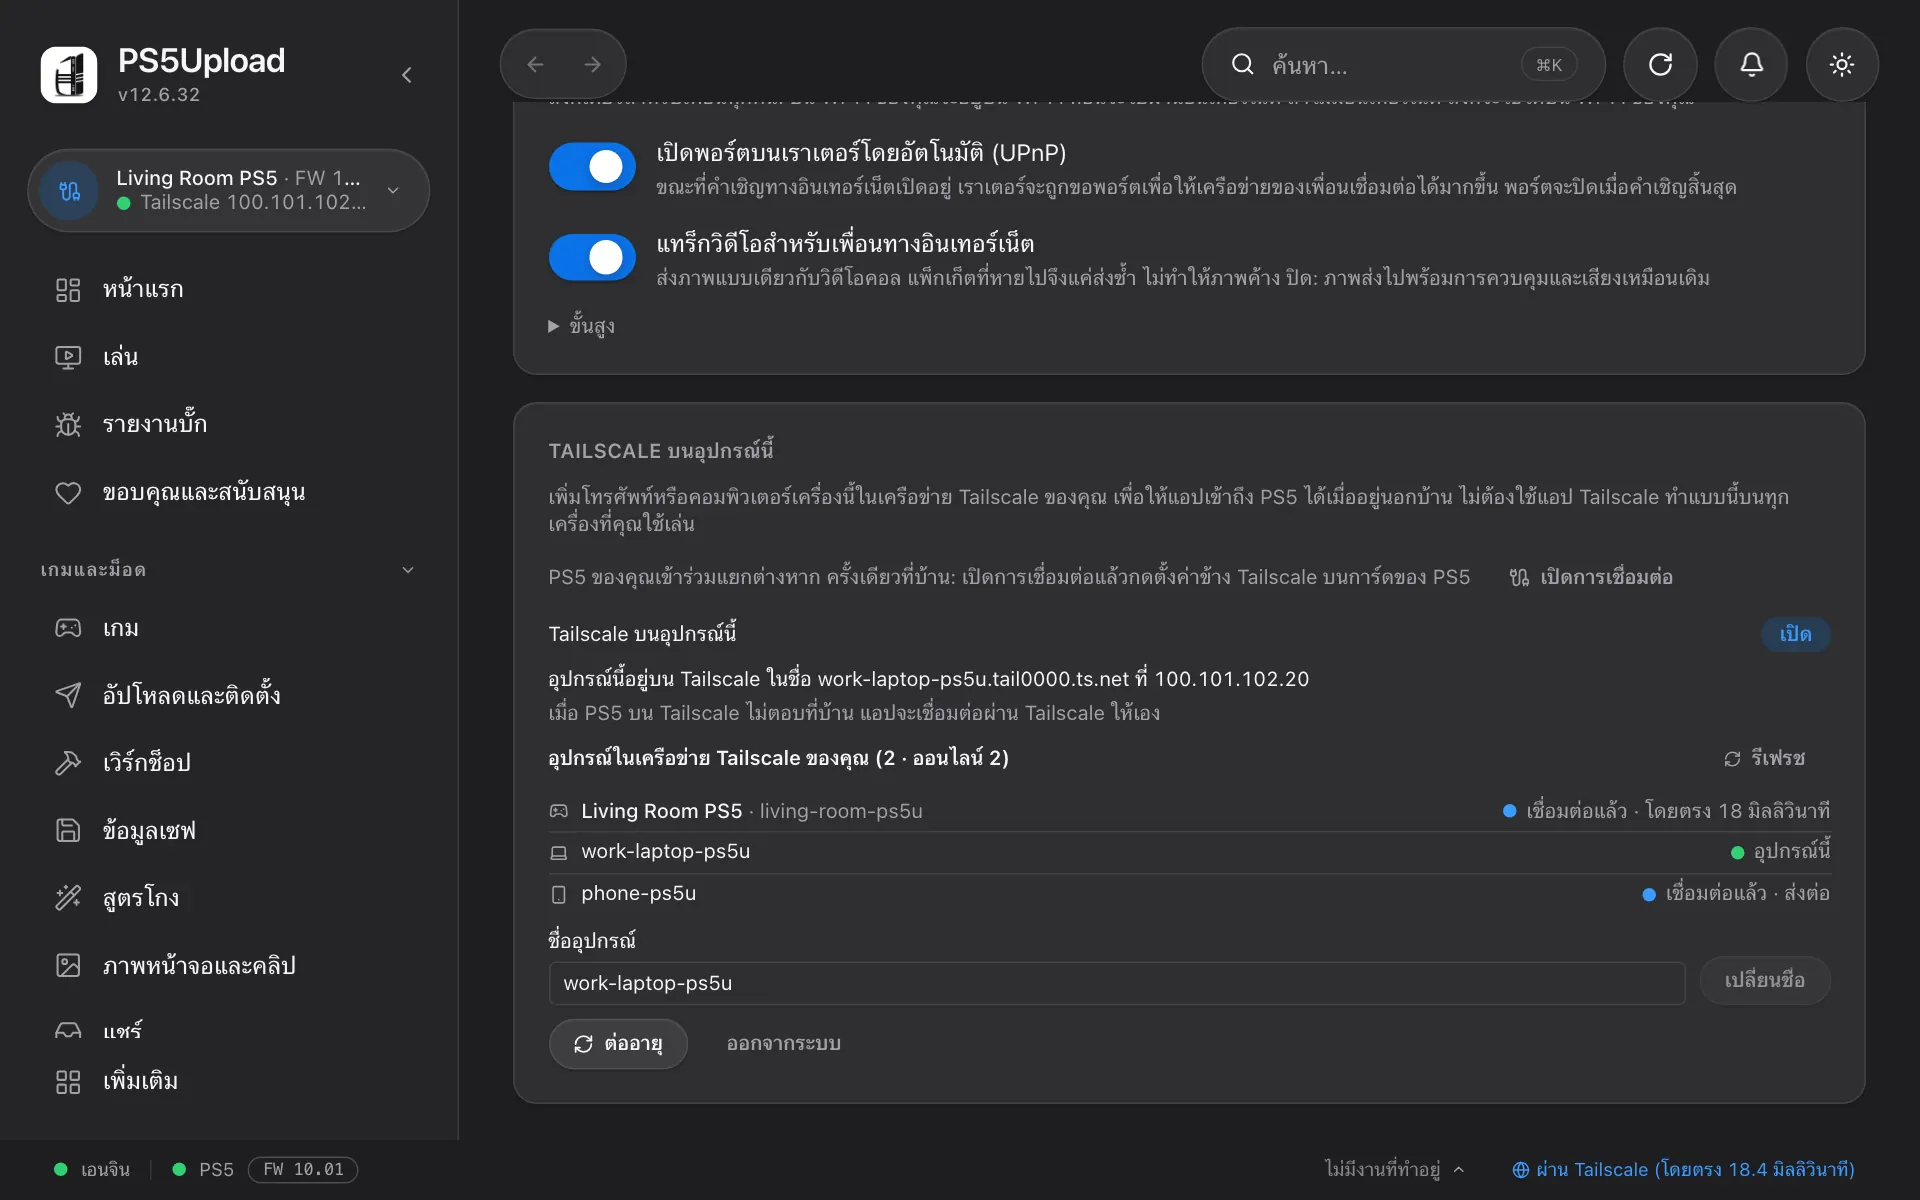 PS5Upload
v12.6.32
Living Room PS5 · FW 1...
Tailscale 100.101.102...
หน้าแรก
เล่น
รายงานบั๊ก
ขอบคุณและสนับสนุน
เกมและม็อด
เกม
อัปโหลดและติดตั้ง
เวิร์กช็อป
ข้อมูลเซฟ
สูตรโกง
ภาพหน้าจอและคลิป
แชร์
เพิ่มเติม
ค้นหา...
⌘K
เปิดพอร์ตบนเราเตอร์โดยอัตโนมัติ (UPnP)
ขณะที่คำเชิญทางอินเทอร์เน็ตเปิดอยู่ เราเตอร์จะถูกขอพอร์ตเพื่อให้เครือข่ายของเพื่อนเชื่อมต่อได้มากขึ้น พอร์ตจะปิดเมื่อคำเชิญสิ้นสุด
แทร็กวิดีโอสำหรับเพื่อนทางอินเทอร์เน็ต
ส่งภาพแบบเดียวกับวิดีโอคอล แพ็กเก็ตที่หายไปจึงแค่ส่งซ้ำ ไม่ทำให้ภาพค้าง ปิด: ภาพส่งไปพร้อมการควบคุมและเสียงเหมือนเดิม
ขั้นสูง
TAILSCALE บนอุปกรณ์นี้
เพิ่มโทรศัพท์หรือคอมพิวเตอร์เครื่องนี้ในเครือข่าย Tailscale ของคุณ เพื่อให้แอปเข้าถึง PS5 ได้เมื่ออยู่นอกบ้าน ไม่ต้องใช้แอป Tailscale ทำแบบนี้บนทุก
เครื่องที่คุณใช้เล่น
PS5 ของคุณเข้าร่วมแยกต่างหาก ครั้งเดียวที่บ้าน: เปิดการเชื่อมต่อแล้วกดตั้งค่าข้าง Tailscale บนการ์ดของ PS5
เปิดการเชื่อมต่อ
Tailscale บนอุปกรณ์นี้
เปิด
อุปกรณ์นี้อยู่บน Tailscale ในชื่อ work-laptop-ps5u.tail0000.ts.net ที่ 100.101.102.20
เมื่อ PS5 บน Tailscale ไม่ตอบที่บ้าน แอปจะเชื่อมต่อผ่าน Tailscale ให้เอง
อุปกรณ์ในเครือข่าย Tailscale ของคุณ (2 · ออนไลน์ 2)
รีเฟรช
Living Room PS5 · living-room-ps5u
เชื่อมต่อแล้ว · โดยตรง 18 มิลลิวินาที
work-laptop-ps5u
อุปกรณ์นี้
phone-ps5u
เชื่อมต่อแล้ว · ส่งต่อ
ชื่ออุปกรณ์
work-laptop-ps5u
เปลี่ยนชื่อ
ต่ออายุ
ออกจากระบบ
เอนจิน
PS5
FW 10.01
ไม่มีงานที่ทำอยู่
ผ่าน Tailscale (โดยตรง 18.4 มิลลิวินาที)